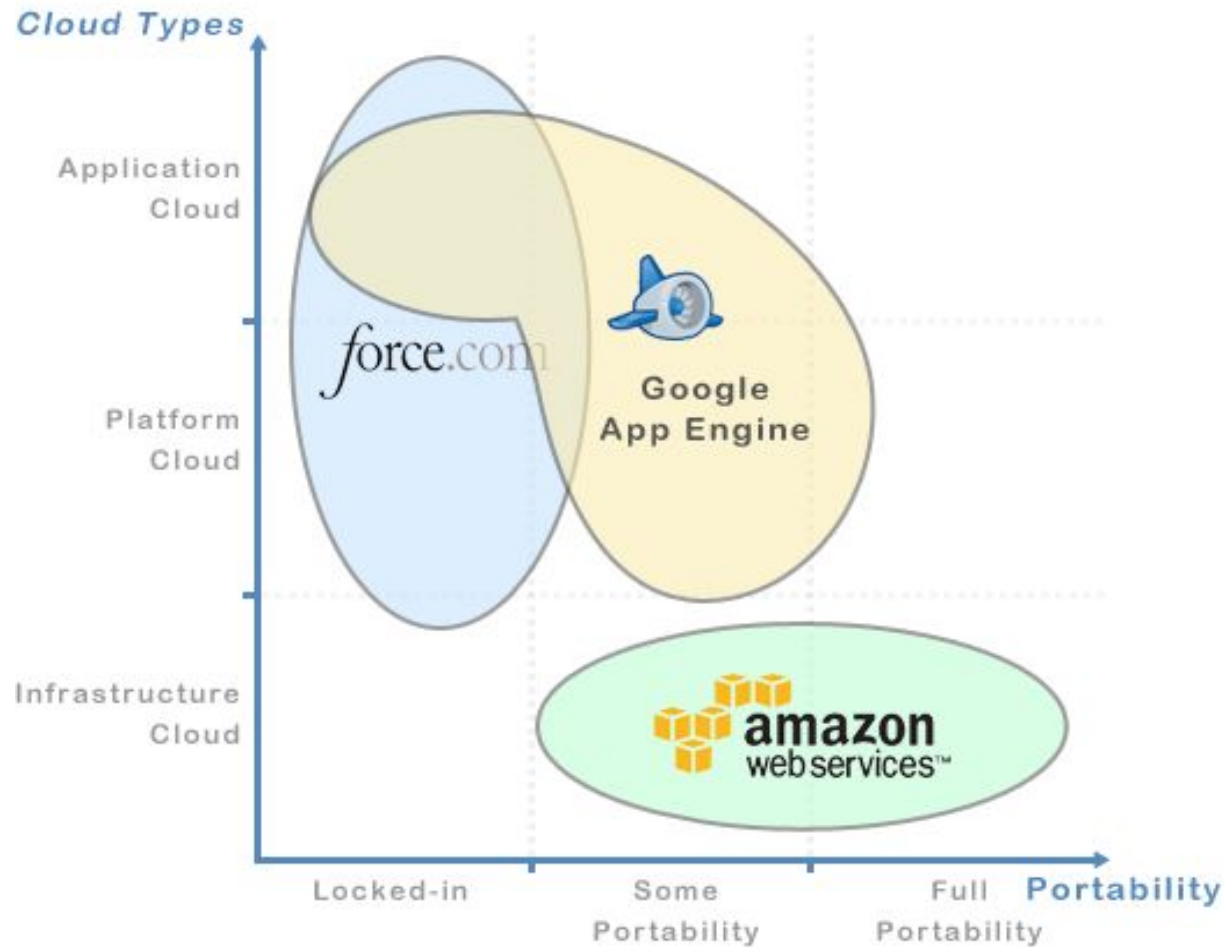 Cloud Types
Application
Cloud
force.com
Google
App Engine
Platform
Cloud
Infrastructure
Cloud
amazon
webservices™
Locked-in
Some
Portability
Full
Portability
Portability